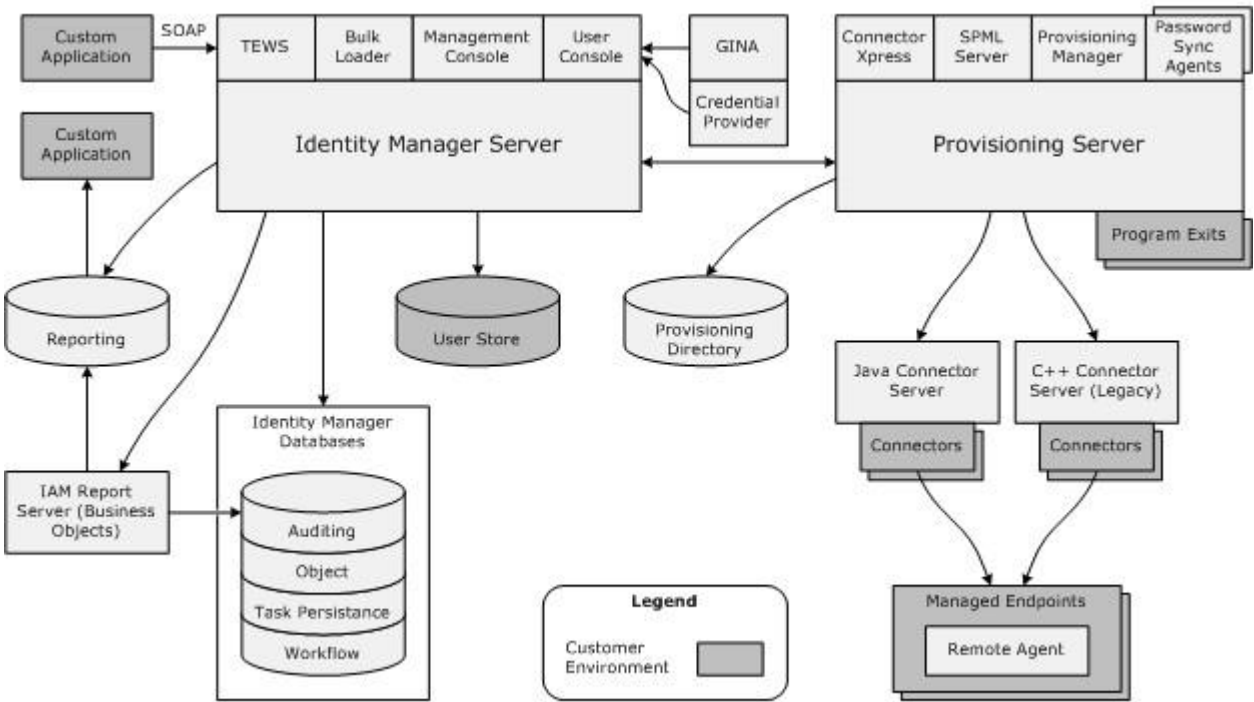 Custom
Application
SOAP
TEWS
Bulk
Loader
Management
Console
User
Console
GINA
Connector
Xpress
SPML
Server
Provisioning
Manager
Password
Sync
Agents
Credential
Provider
Custom
Application
Identity Manager Server
Provisioning Server
Program Exits
Reporting
User Store
Provisioning
Directory
Java Connector
Server
C++ Connector
Server (Legacy)
Identity Manager
Databases
Connectors
Connectors
IAM Report
Server (Business
Objects)
Auditing
Object
Task Persistance
Workflow
Legend
Customer
Environment
Managed Endpoints
Remote Agent